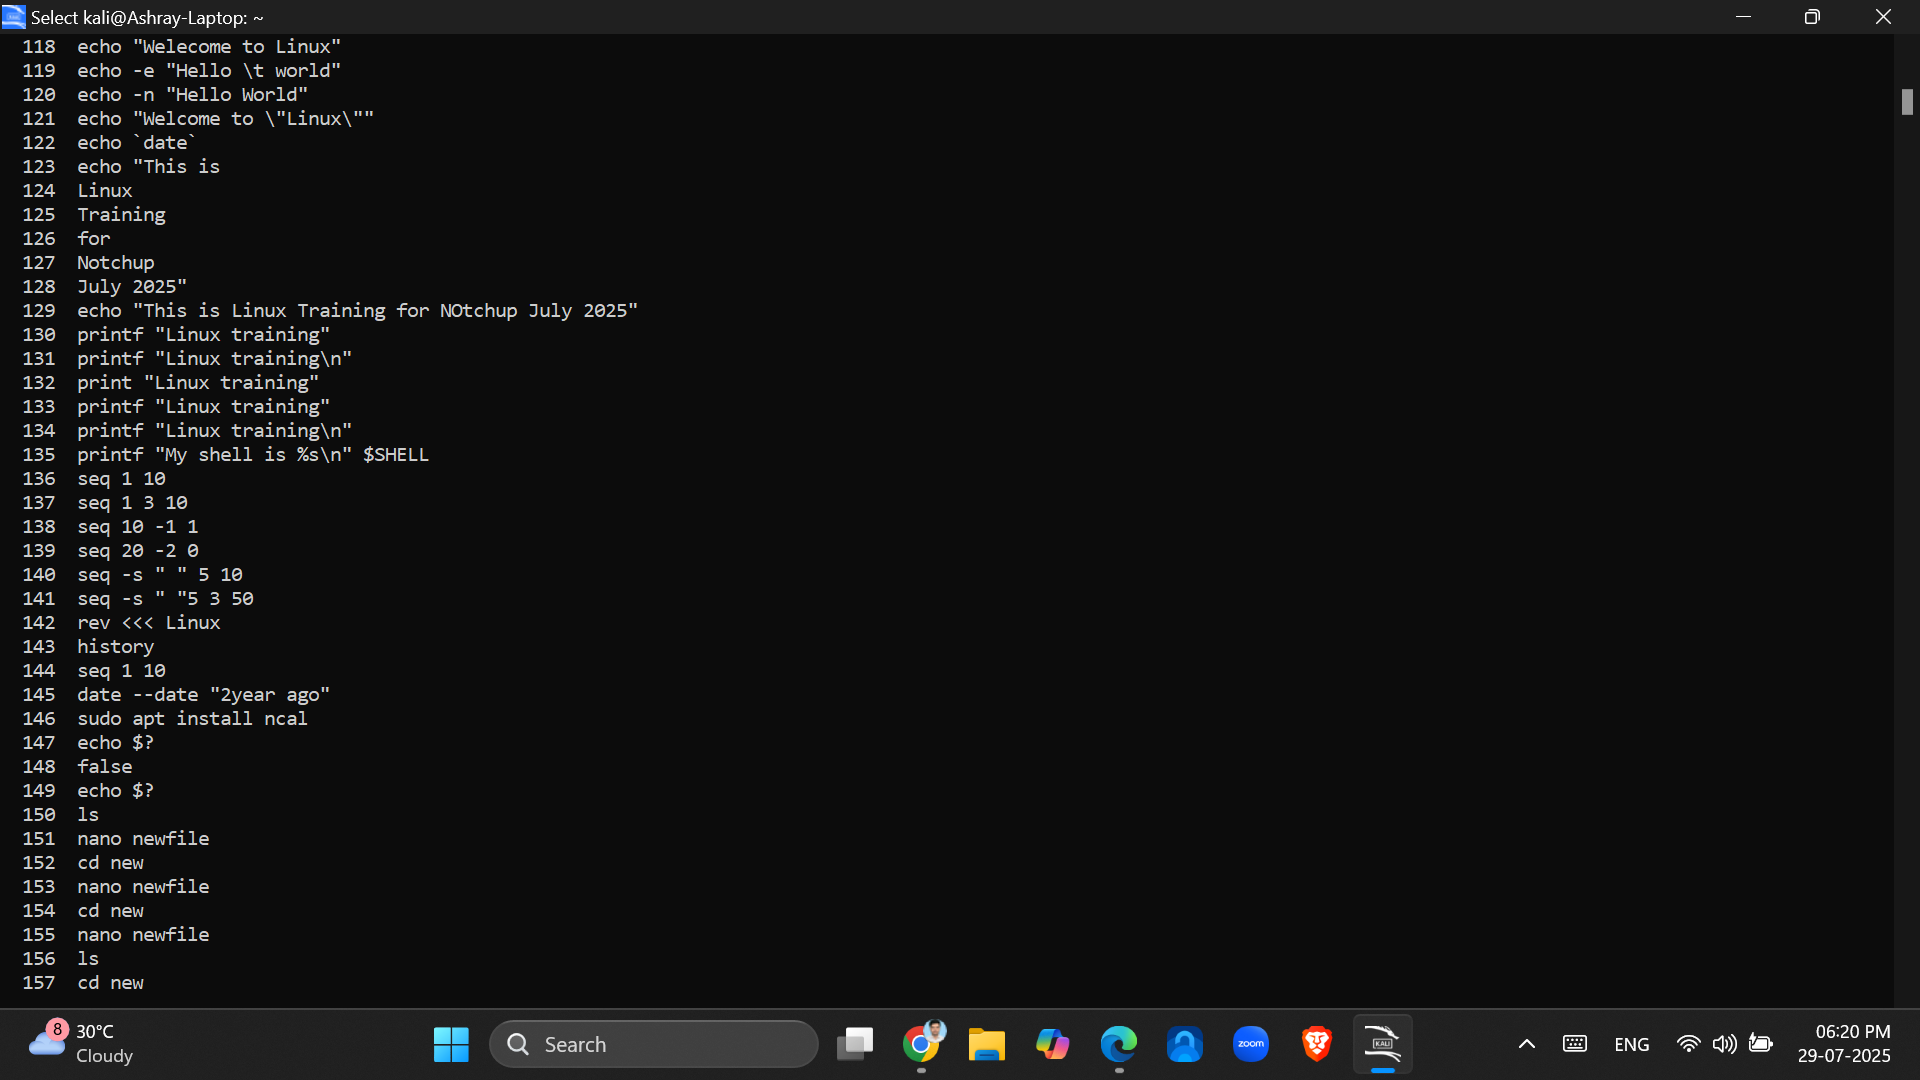 Select kali@Ashray-Laptop: ~
118 echo "Welecome to Linux"
119 echo -e "Hello \t world"
120 echo -n "Hello World"
121 echo "Welcome to \"Linux\""
122 echo `date`
123 echo "This is
124 Linux
125 Training
126 for
127 Notchup
128 July 2025"
129 echo "This is Linux Training for NOtchup July 2025"
130 printf "Linux training"
131 printf "Linux training\n"
132 print "Linux training"
133 printf "Linux training"
134 printf "Linux training\n"
135 printf "My shell is %s\n" $SHELL
136 seq 1 10
137 seq 1 3 10
138 seq 10 -1 1
139 seq 20 -2 0
140 seq -s " " 5 10
141 seq -s " "5 3 50
142 rev <<< Linux
143 history
144 seq 1 10
145 date --date "2year ago"
146 sudo apt install ncal
147 echo $?
148 false
149 echo $?
150 ls
151 nano newfile
152 cd new
153 nano newfile
154 cd new
155 nano newfile
156 ls
157 cd new
8
30°C
Cloudy
Search
zoom
KALI
ENG
06:20 PM
29-07-2025